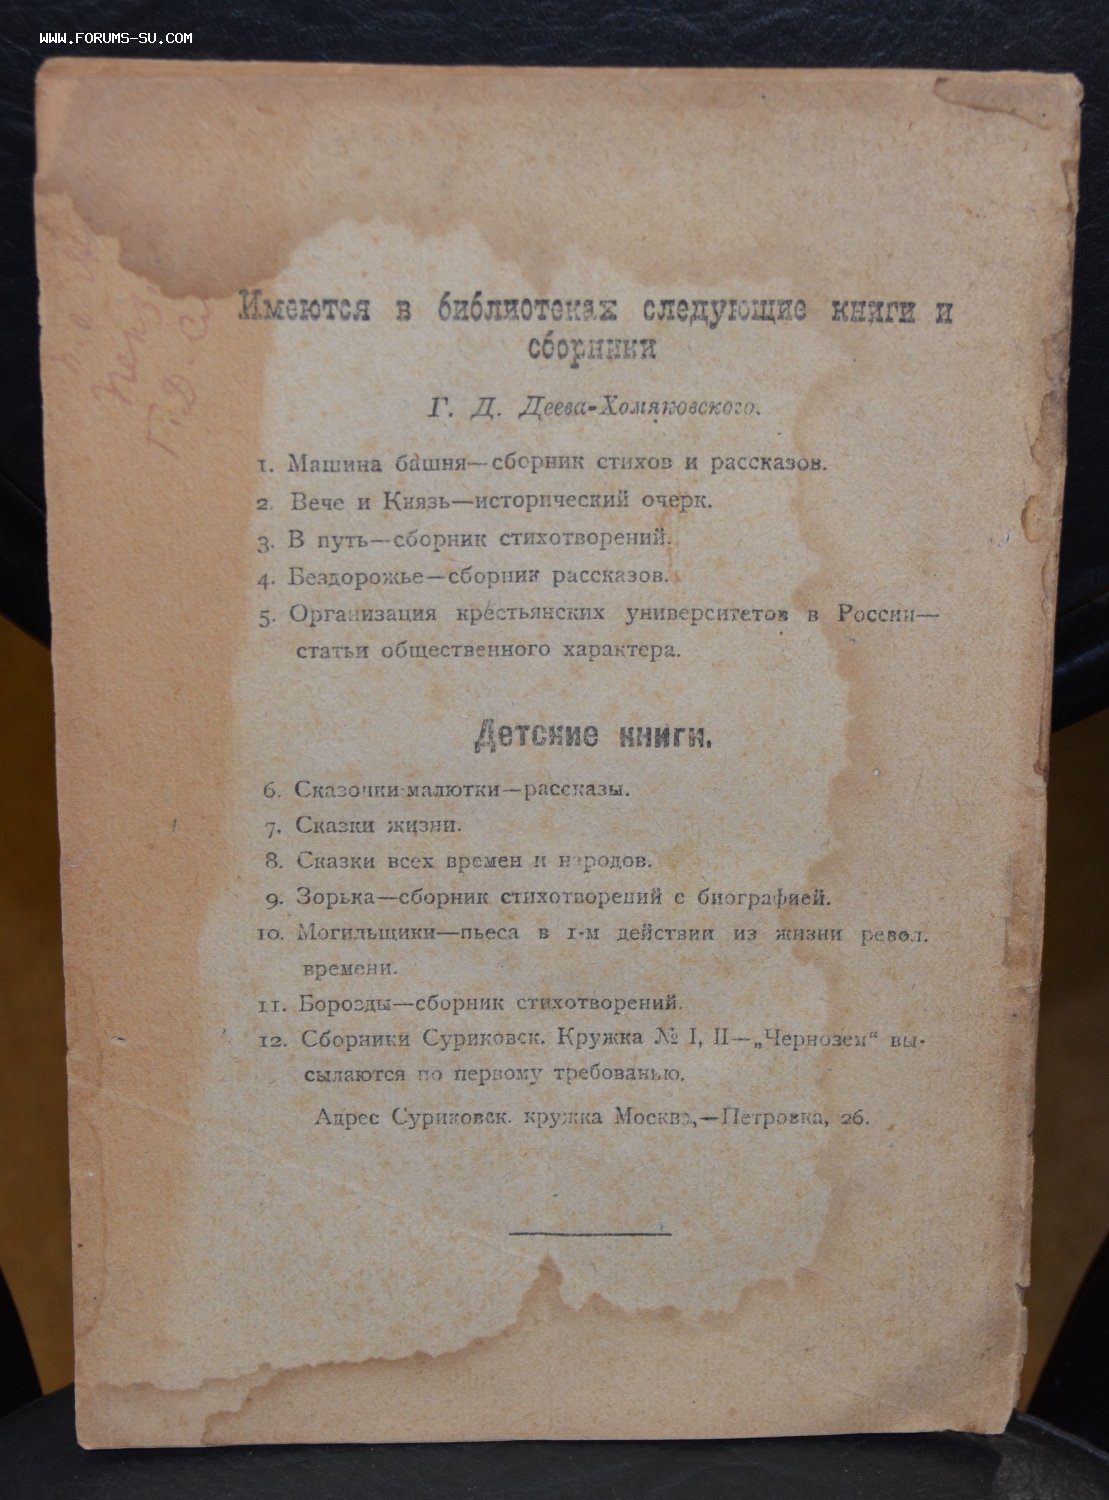 WWW.FORUMS-SU.COM
Имеются в библиотеках следующие книги и
сборники
Г. Д. Деева-Хомяковского.
1. Машина башня—сборник стихов и рассказов.
2. Вече и Князь—исторический очерк.
3. В путь—сборник стихотворений.
4. Бездорожье—сборник рассказов.
5. Организация крестьянских университетов в России—
статьи общественного характера.
Детские книги.
6. Сказочки-малютки—рассказы.
7. Сказки жизни.
8. Сказки всех времен и народов.
9. Зорька—сборник стихотворений с биографией.
10. Могильщики—пьеса в 1-м действии из жизни револ.
времени.
11. Борозды—сборник стихотворений.
12. Сборники Суриковск. Кружка № I, II—„Чернозем“ вы-
сылаются по первому требованью.
Адрес Суриковск. кружка Москва,—Петровка, 26.